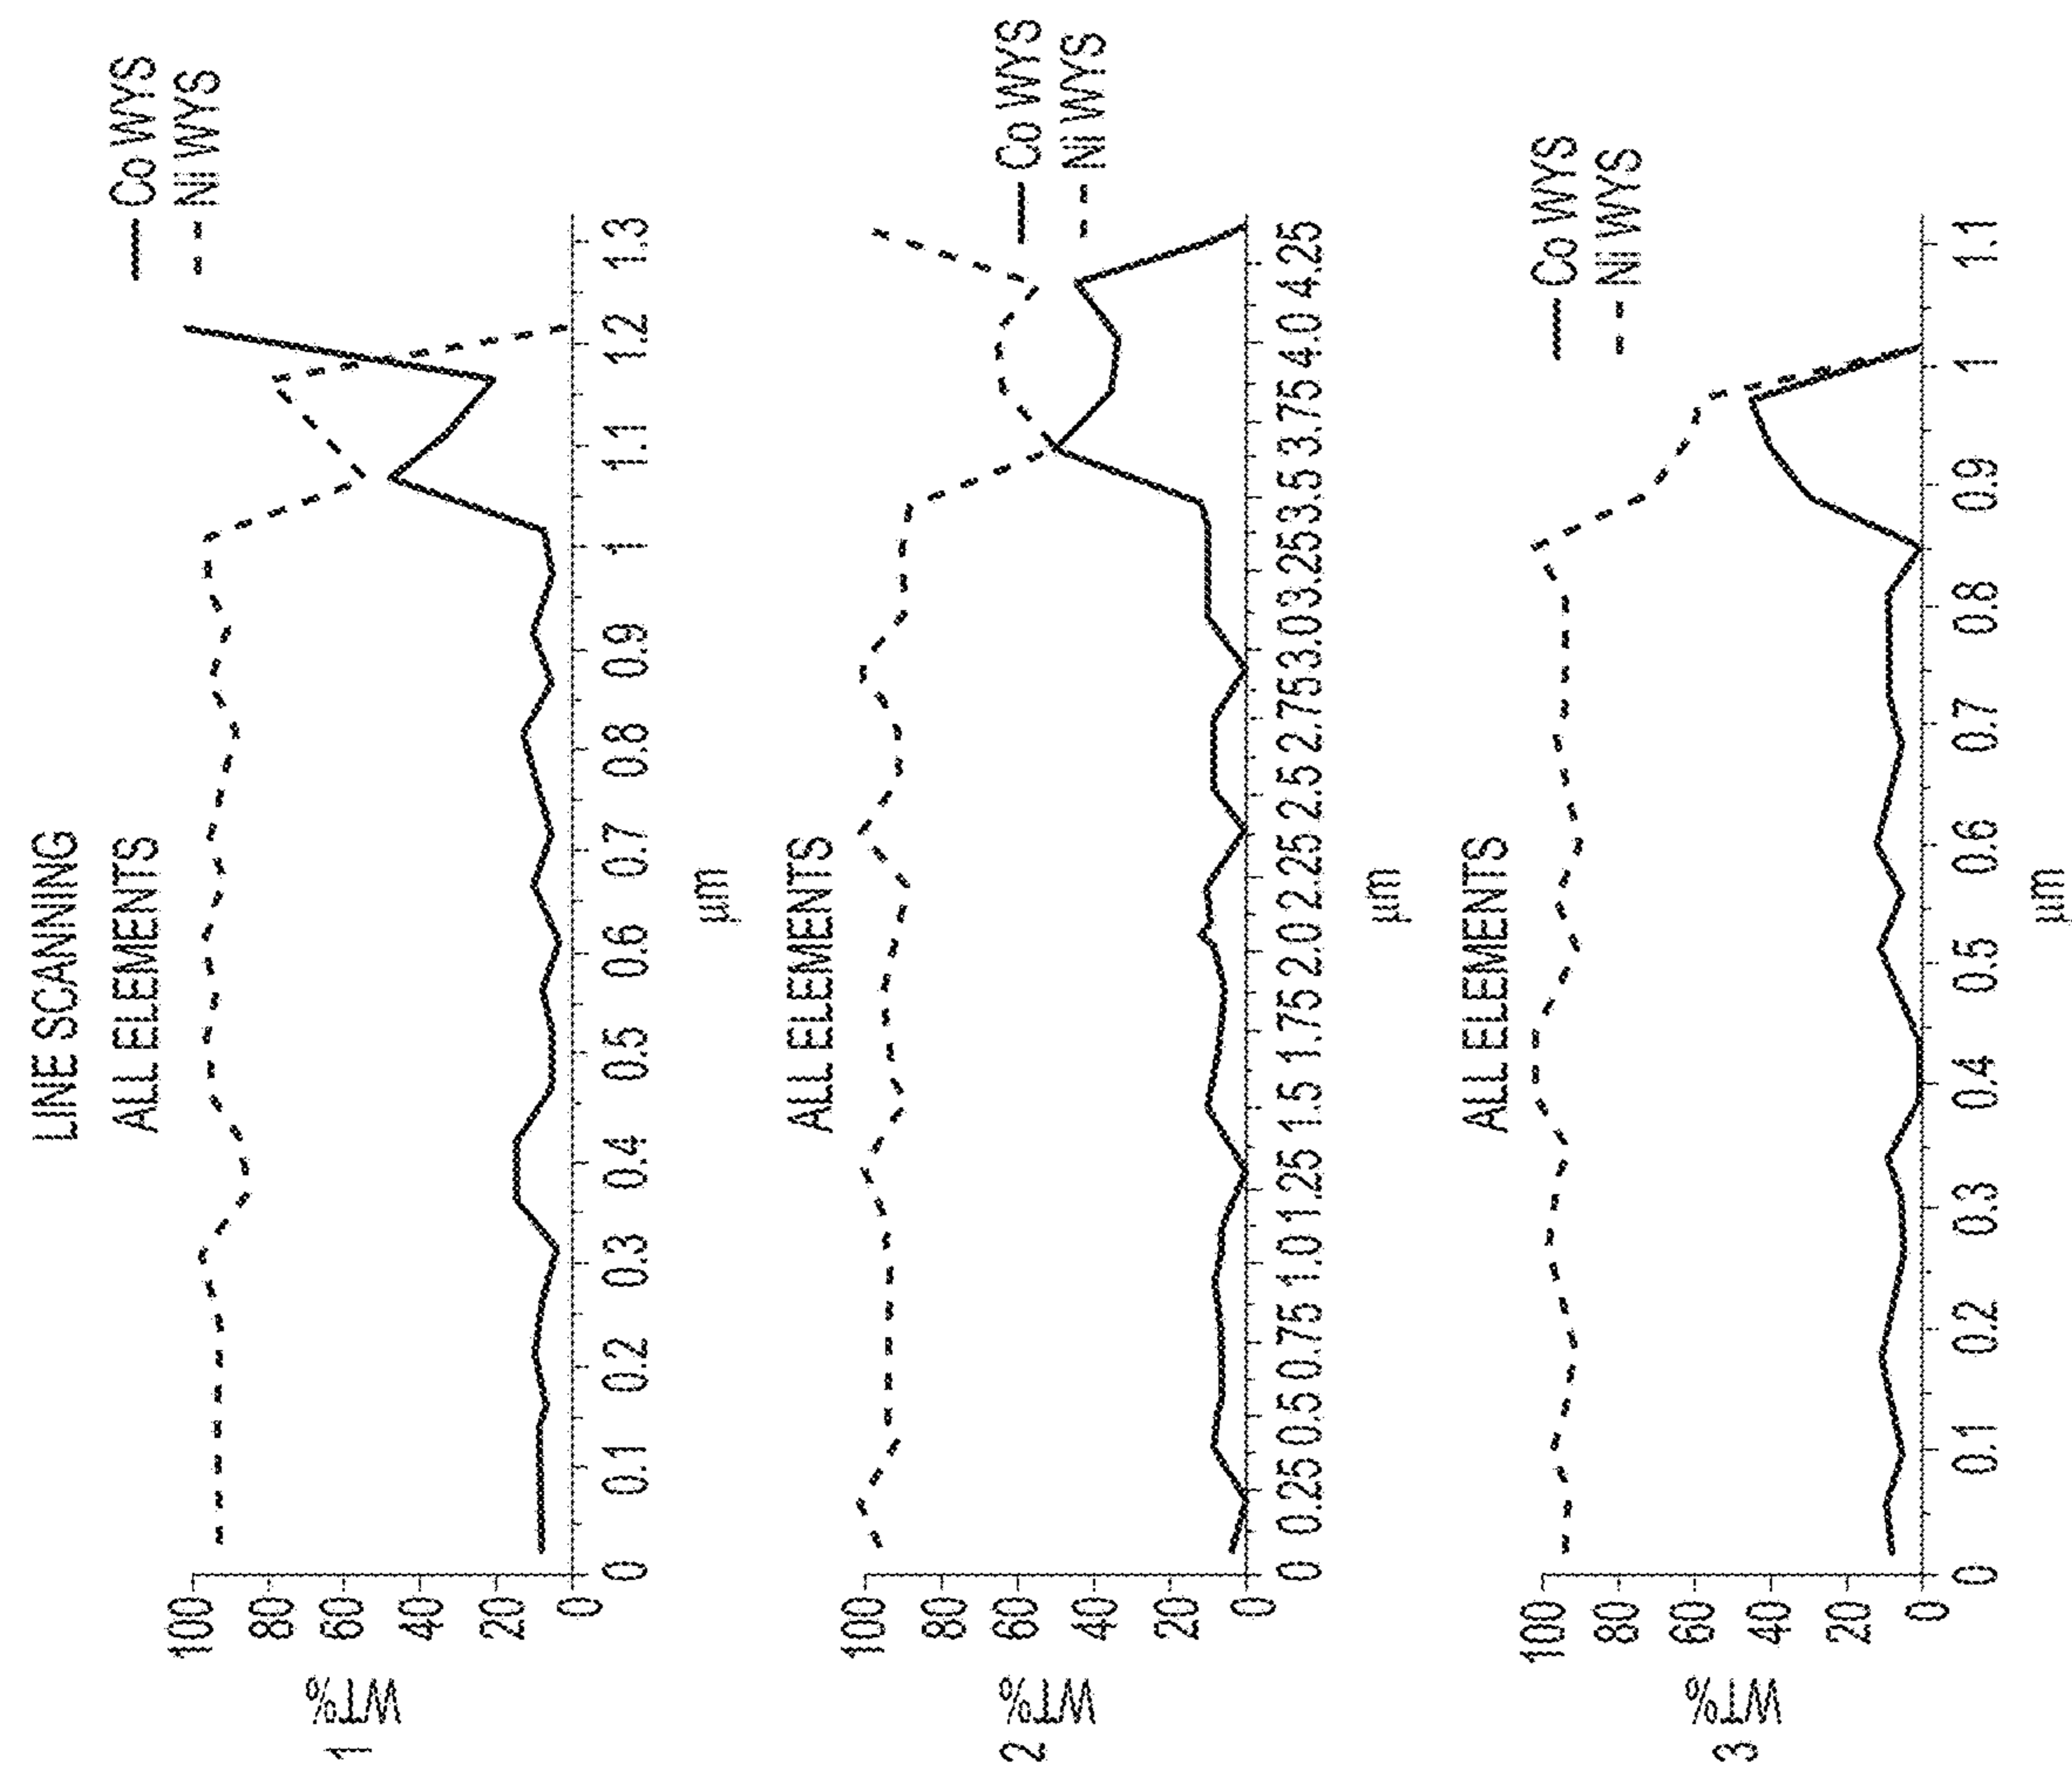 LINE SCANNING
ALL ELEMENTS
Co WYS
Ni WYS
1
WT%
100
80
60
40
20
0
0 0.1 0.2 0.3 0.4 0.5 0.6 0.7 0.8 0.9 1 1.1 1.2 1.3
µm
ALL ELEMENTS
Co WYS
Ni WYS
2
WT%
100
80
60
40
20
0
0 0.25 0.5 0.75 1.0 1.25 1.5 1.75 2.0 2.25 2.5 2.75 3.0 3.25 3.5 3.75 4.0 4.25
µm
ALL ELEMENTS
Co WYS
Ni WYS
3
WT%
100
80
60
40
20
0
0 0.1 0.2 0.3 0.4 0.5 0.6 0.7 0.8 0.9 1 1.1
µm